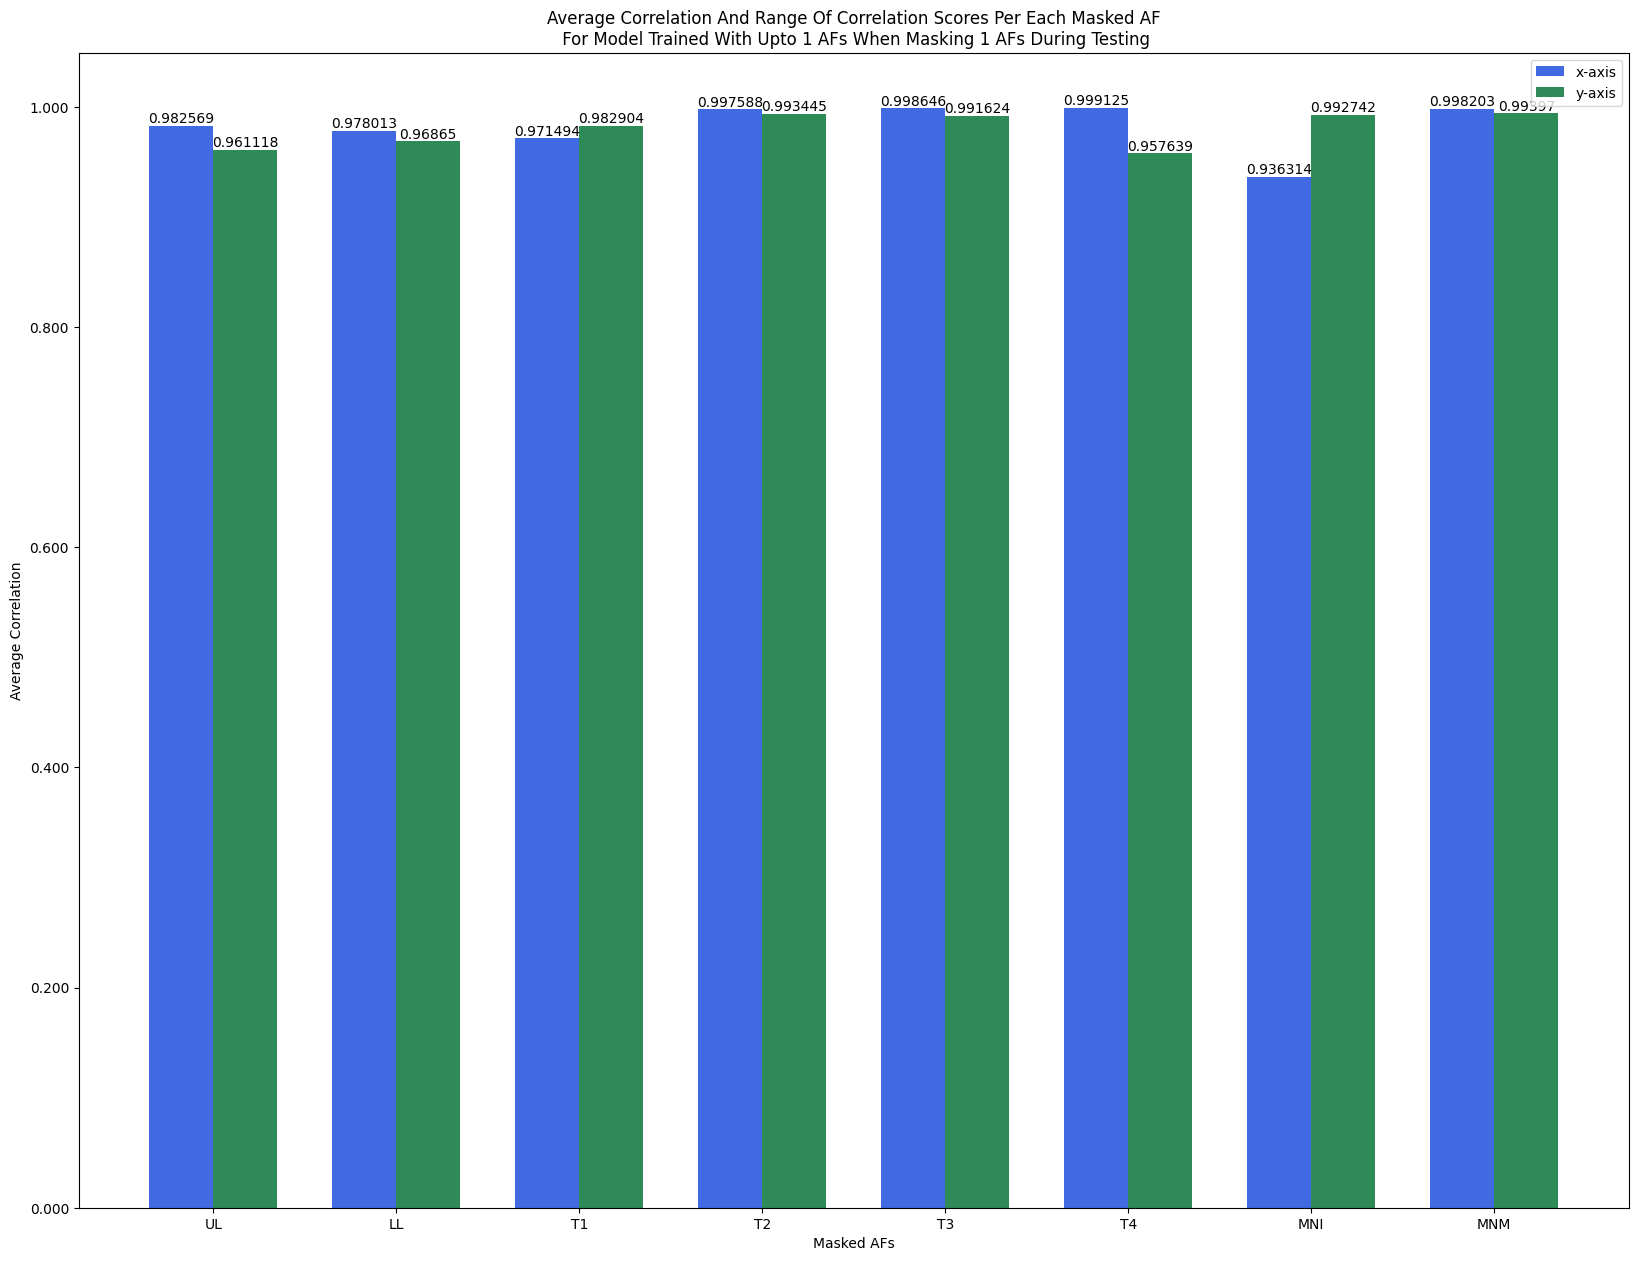 Average Correlation And Range Of Correlation Scores Per Each Masked AF
For Model Trained With Upto 1 AFs When Masking 1 AFs During Testing
x-axis
y-axis
1.000
0.800
0.600
0.400
0.200
0.000
Average Correlation
0.982569
0.961118
0.978013
0.96865
0.971494
0.982904
0.997588
0.993445
0.998646
0.991624
0.999125
0.957639
0.936314
0.992742
0.998203
0.99397
UL
LL
T1
T2
T3
T4
MNI
MNM
Masked AFs